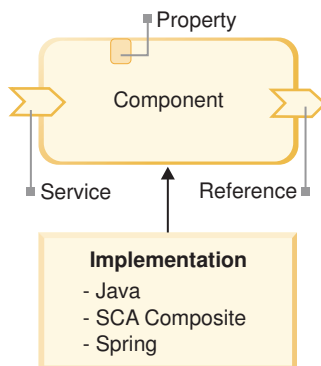 Property
Component
Service
Reference
Implementation
- Java
- SCA Composite
- Spring